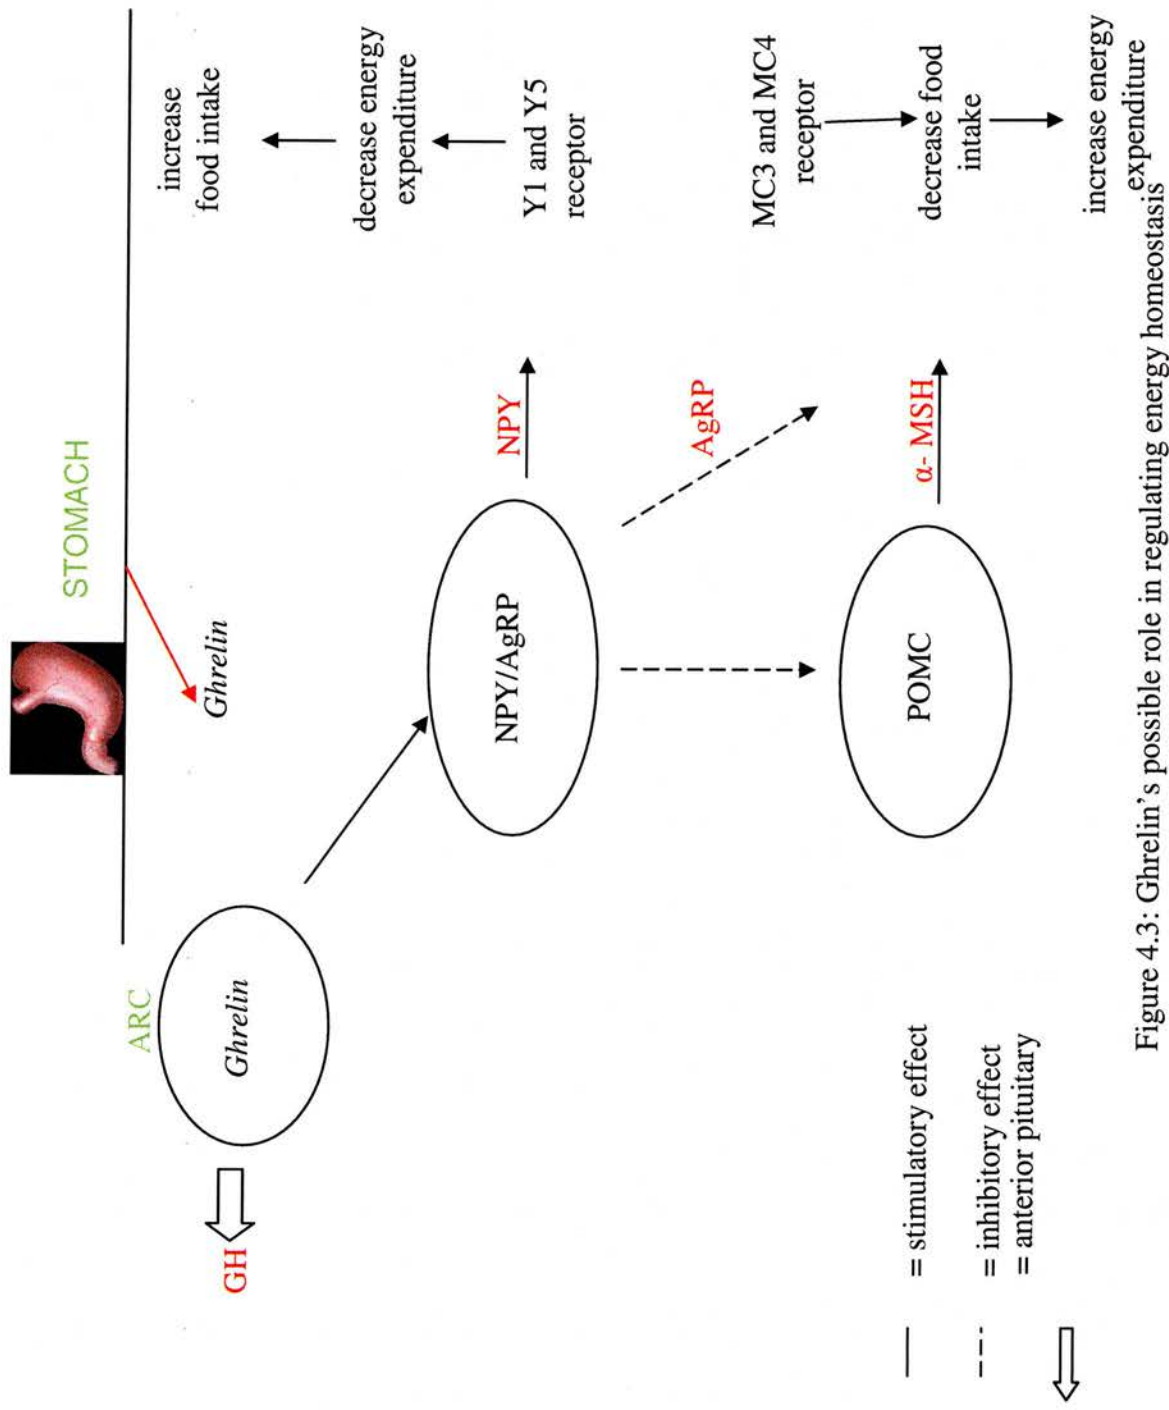 STOMACH
ARC
Ghrelin
Ghrelin
GH
increase
food intake
decrease energy
expenditure
NPY/AgRP
NPY
Y1 and Y5
receptor
AgRP
MC3 and MC4
receptor
POMC
α- MSH
decrease food
intake
increase energy
expenditure
= stimulatory effect
= inhibitory effect
= anterior pituitary
Figure 4.3: Ghrelin's possible role in regulating energy homeostasis